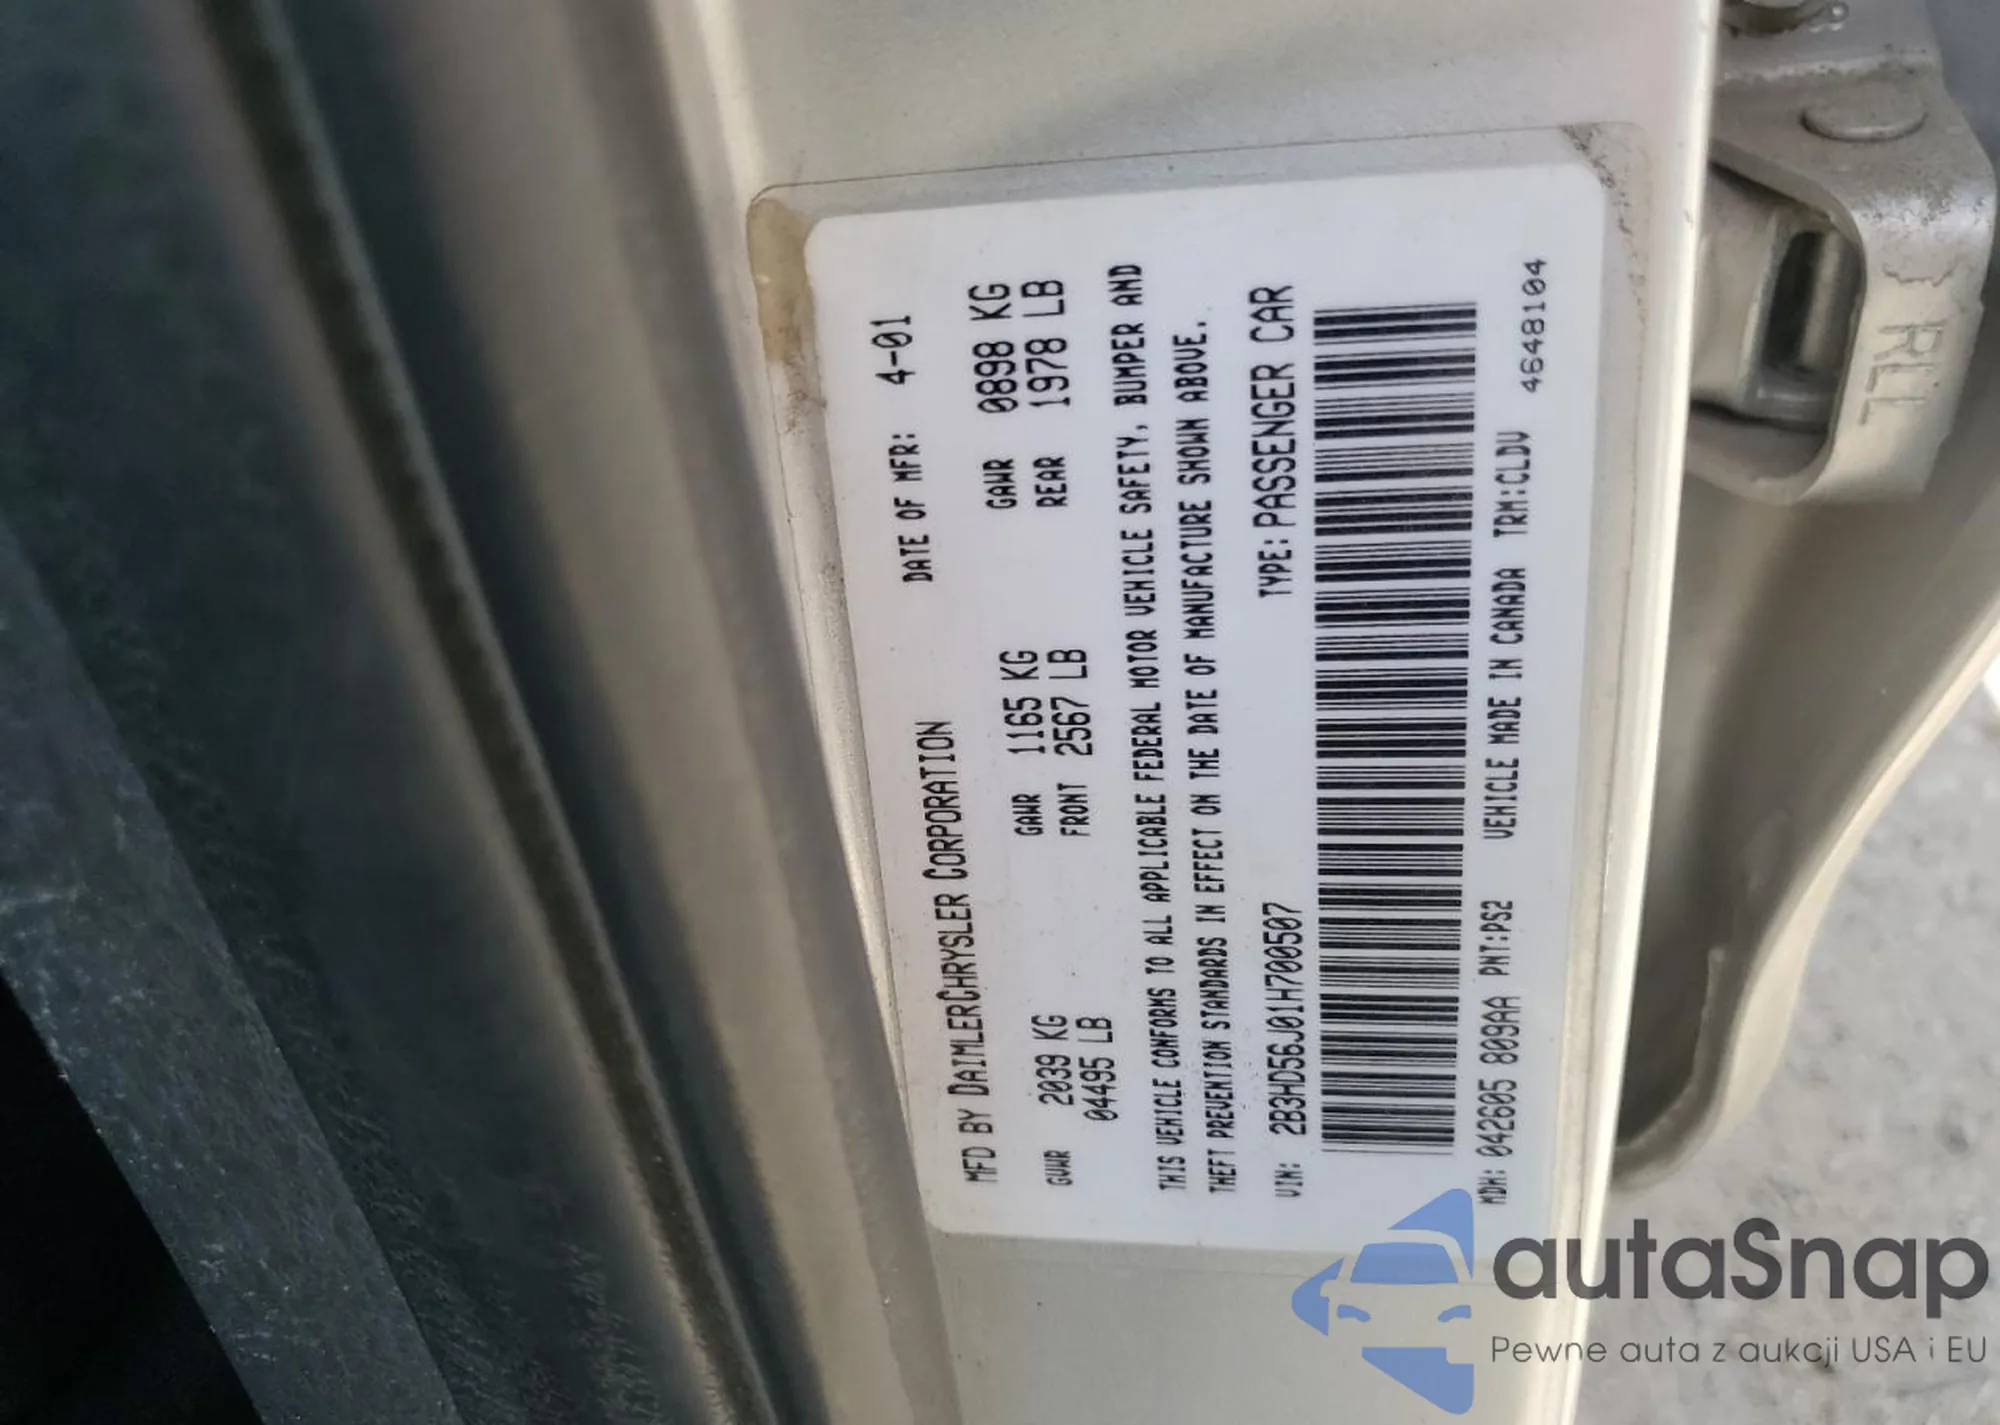 MFD BY DAIMLERCHRYSLER CORPORATION DATE OF MFR: 4-01
GVWR 2039 KG GAWR 1165 KG GAWR 0898 KG
04495 LB FRONT 2567 LB REAR 1978 LB
THIS VEHICLE CONFORMS TO ALL APPLICABLE FEDERAL MOTOR VEHICLE SAFETY, BUMPER AND
THEFT PREVENTION STANDARDS IN EFFECT ON THE DATE OF MANUFACTURE SHOWN ABOVE.
VIN: 2B3HD56J01H700507 TYPE: PASSENGER CAR
MDH: 042605 809AA PNT:PS2 VEHICLE MADE IN CANADA TRM:CLDV 4648104
RLL
autaSnap
Pewne auta z aukcji USA i EU